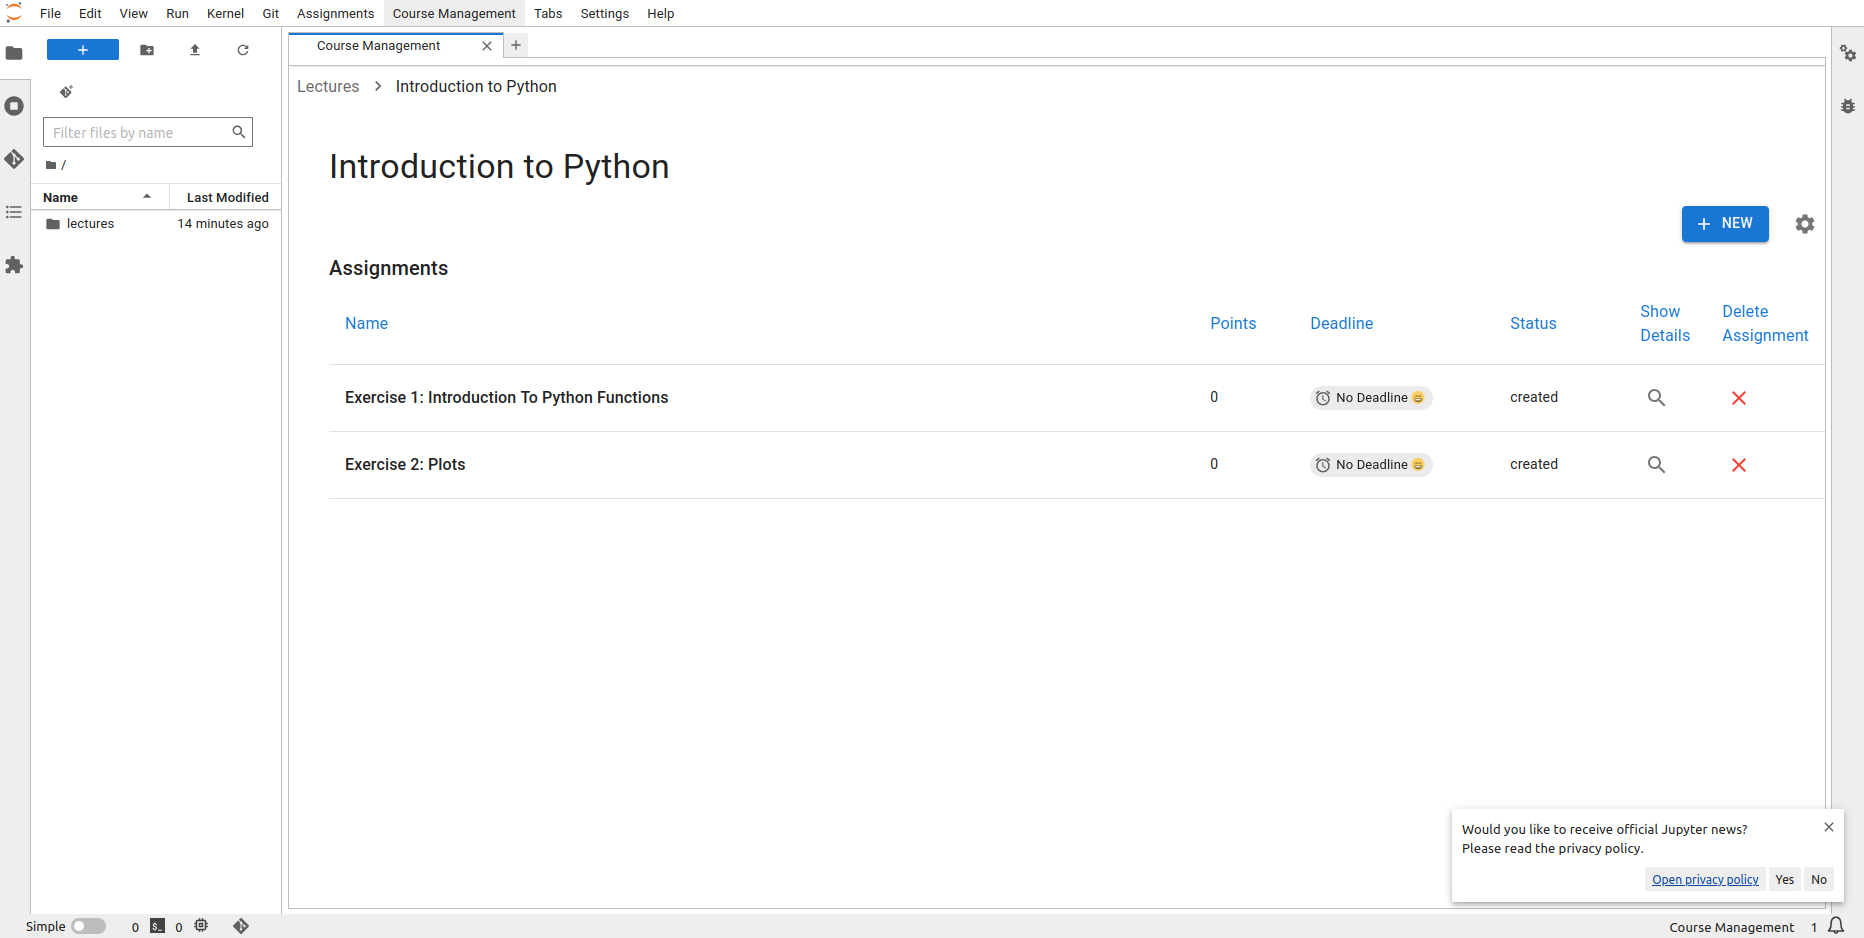 File Edit View Run Kernel Git Assignments Course Management Tabs Settings Help
Course Management
Filter files by name
/
Name Last Modified
lectures 14 minutes ago
Lectures > Introduction to Python
Introduction to Python
+ NEW
Assignments
Name Points Deadline Status Show Details Delete Assignment
Exercise 1: Introduction To Python Functions 0 No Deadline 😄 created
Exercise 2: Plots 0 No Deadline 😄 created
Would you like to receive official Jupyter news?
Please read the privacy policy.
Open privacy policy Yes No
Simple 0 $_ 0 Course Management 1